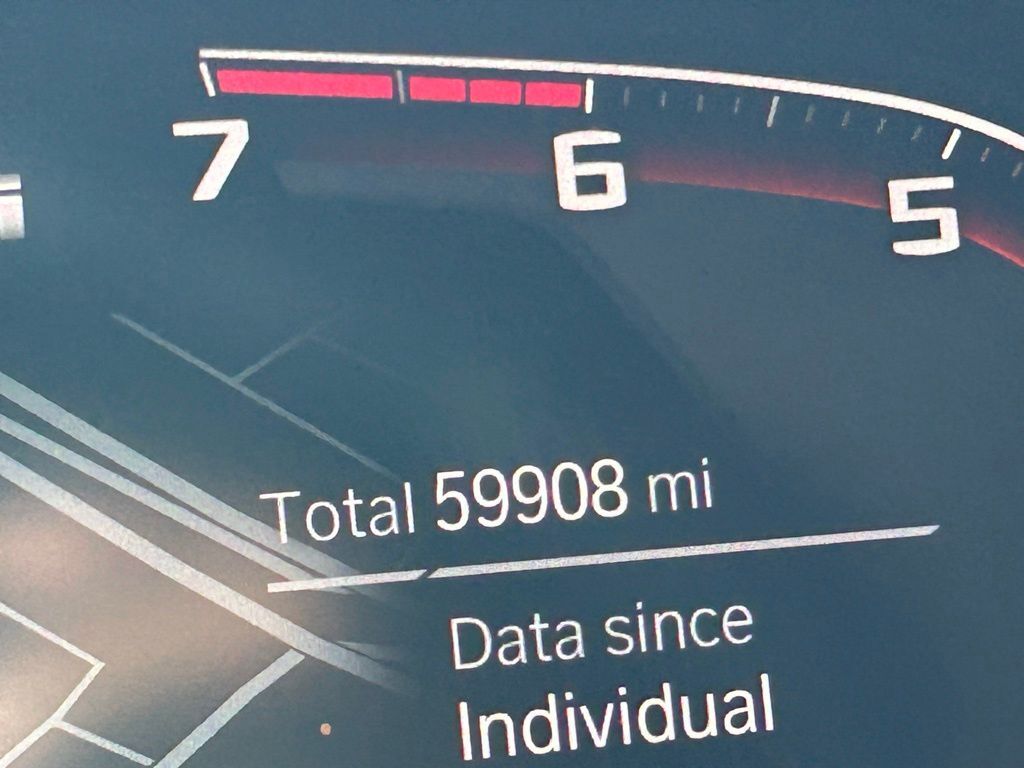 7
6
5
Total 59908 mi
Data since
Individual